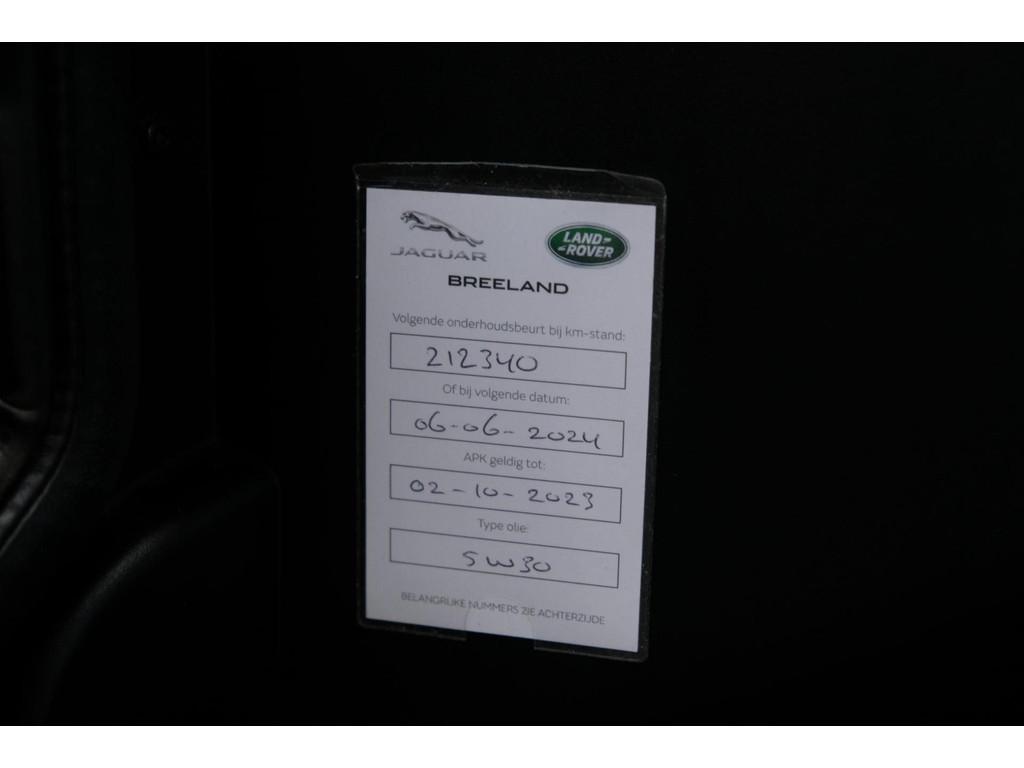 JAGUAR
LAND-
-ROVER
BREELAND
Volgende onderhoudsbeurt bij km-stand:
212340
Of bij volgende datum:
06-06-2024
APK geldig tot:
02-10-2023
Type olie:
5W30
BELANGRIJKE NUMMERS ZIE ACHTERZIJDE